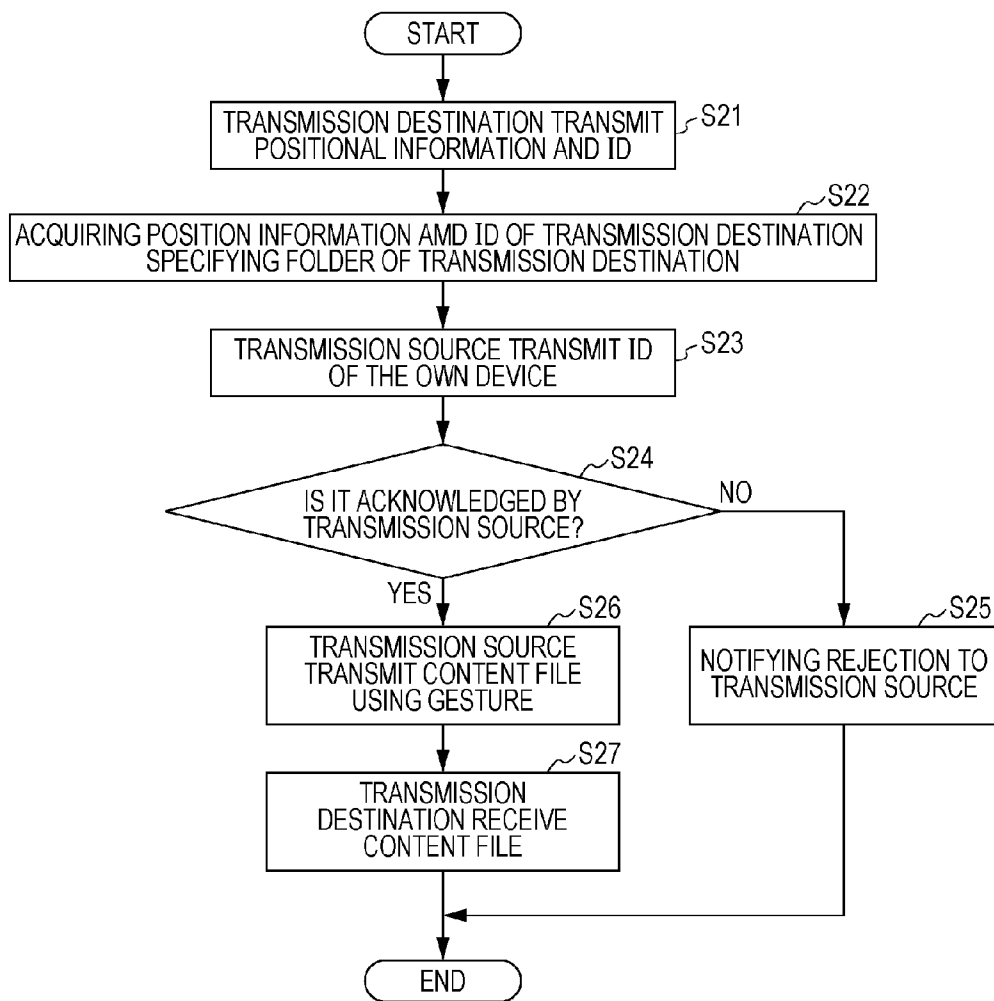 START
S21
TRANSMISSION DESTINATION TRANSMIT
POSITIONAL INFORMATION AND ID
S22
ACQUIRING POSITION INFORMATION AMD ID OF TRANSMISSION DESTINATION
SPECIFYING FOLDER OF TRANSMISSION DESTINATION
S23
TRANSMISSION SOURCE TRANSMIT ID
OF THE OWN DEVICE
S24
IS IT ACKNOWLEDGED BY
TRANSMISSION SOURCE?
NO
YES
S26
TRANSMISSION SOURCE
TRANSMIT CONTENT FILE
USING GESTURE
S25
NOTIFYING REJECTION TO
TRANSMISSION SOURCE
S27
TRANSMISSION
DESTINATION RECEIVE
CONTENT FILE
END